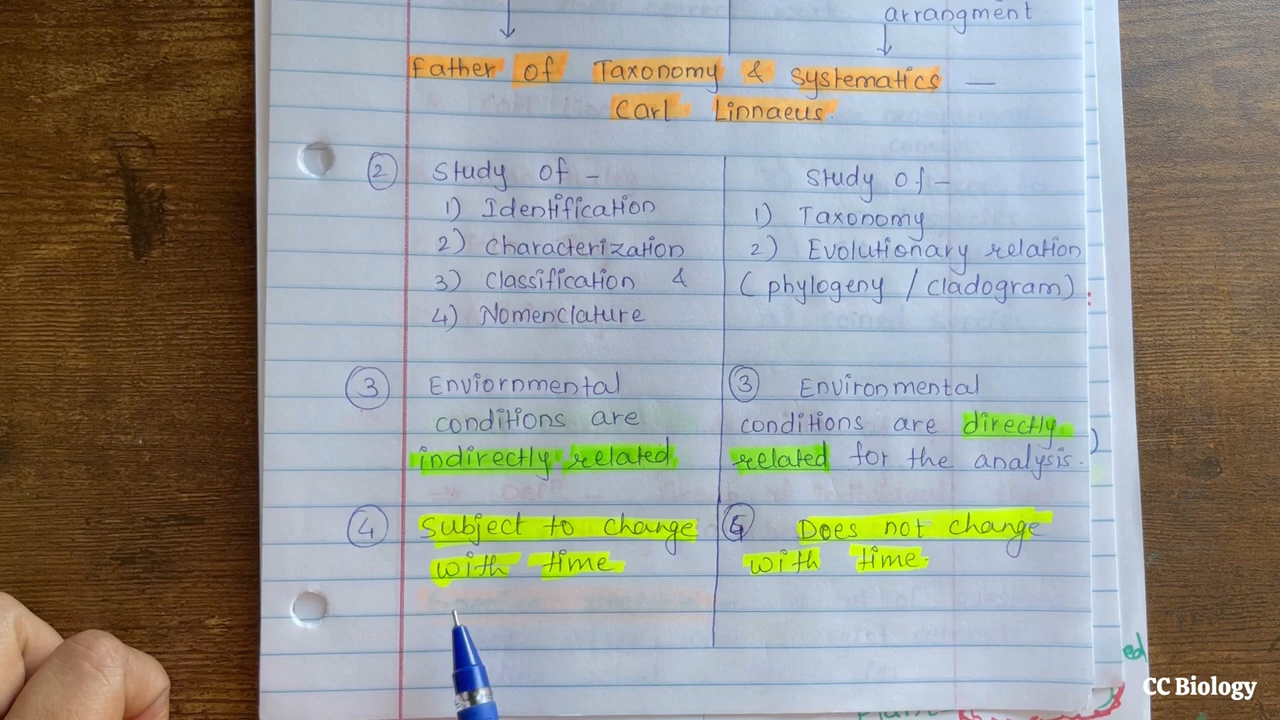 arrangment
Father of Taxonomy & Systematics —
Carl Linnaeus.
② Study of -
1) Identification
2) Characterization
3) Classification &
4) Nomenclature
Study of -
1) Taxonomy
2) Evolutionary relation
(phylogeny / cladogram)
③ Enviornmental
conditions are
indirectly related.
③ Environmental
conditions are directly
related for the analysis.
④ Subject to change
with time
Does not change
with time.
ed
CC Biology